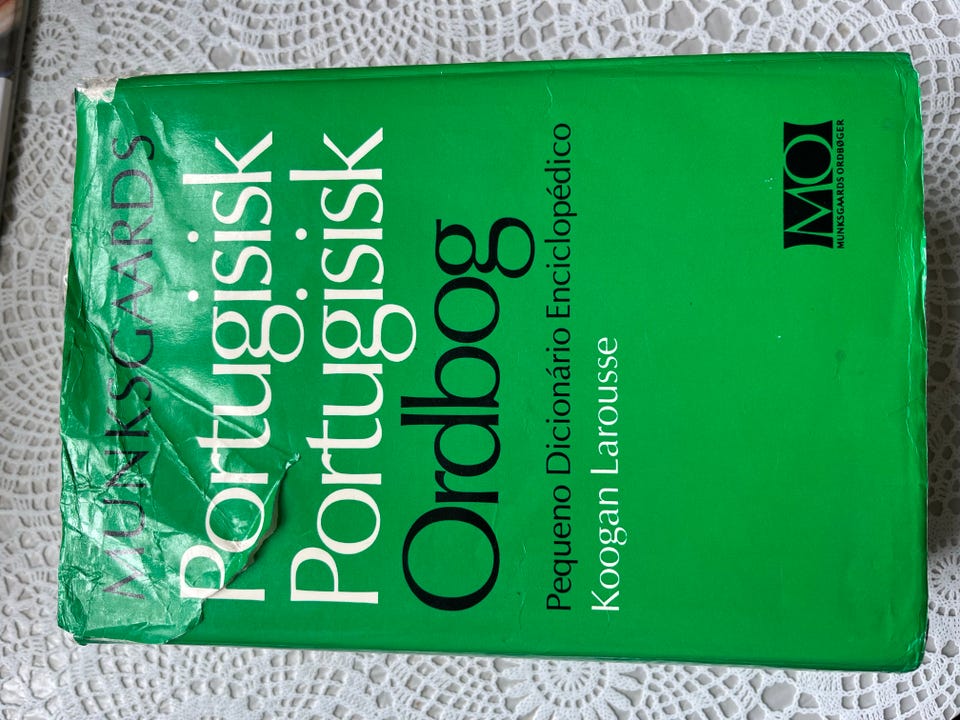 MUNKSGAARDS
Portugisisk
Portugisisk
Ordbog
Pequeno Dicionário Enciclopédico
Koogan Larousse
MO
MUNKSGAARDS ORDBØGER